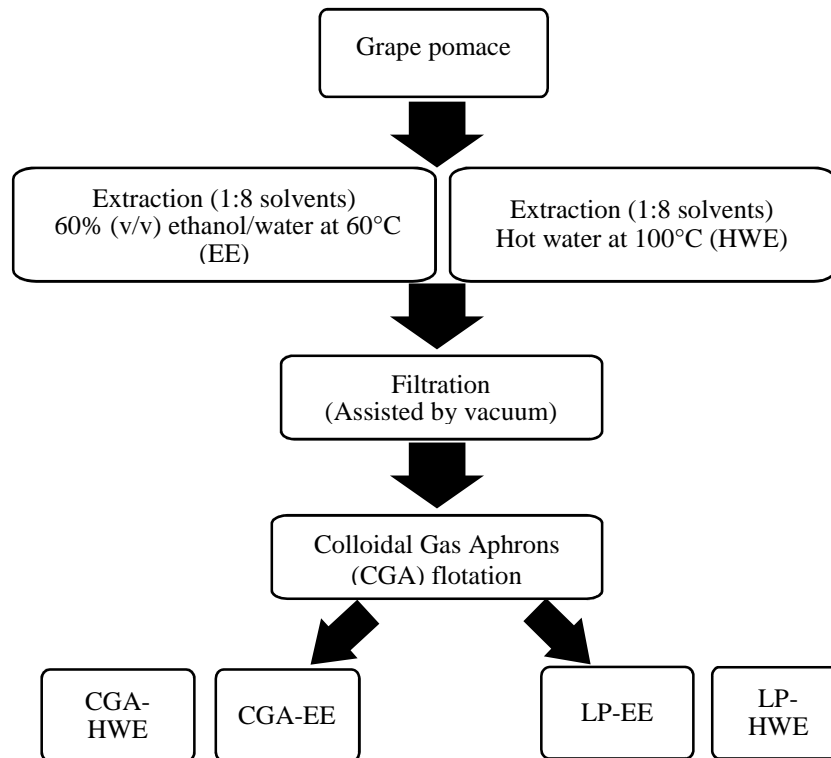 Grape pomace
Extraction (1:8 solvents)
60% (v/v) ethanol/water at 60°C
(EE)
Extraction (1:8 solvents)
Hot water at 100°C (HWE)
Filtration
(Assisted by vacuum)
Colloidal Gas Aphrons
(CGA) flotation
CGA-
HWE
CGA-EE
LP-EE
LP-
HWE